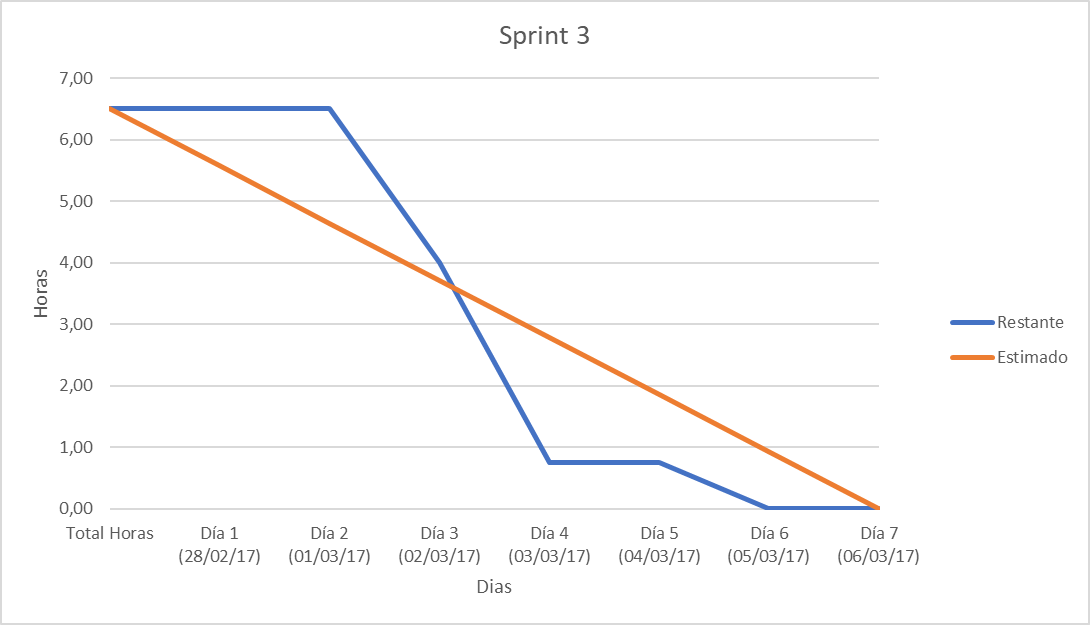 Sprint 3
7,00
6,00
5,00
4,00
3,00
2,00
1,00
0,00
Horas
Total Horas
Día 1
(28/02/17)
Día 2
(01/03/17)
Día 3
(02/03/17)
Día 4
(03/03/17)
Día 5
(04/03/17)
Día 6
(05/03/17)
Día 7
(06/03/17)
Dias
Restante
Estimado